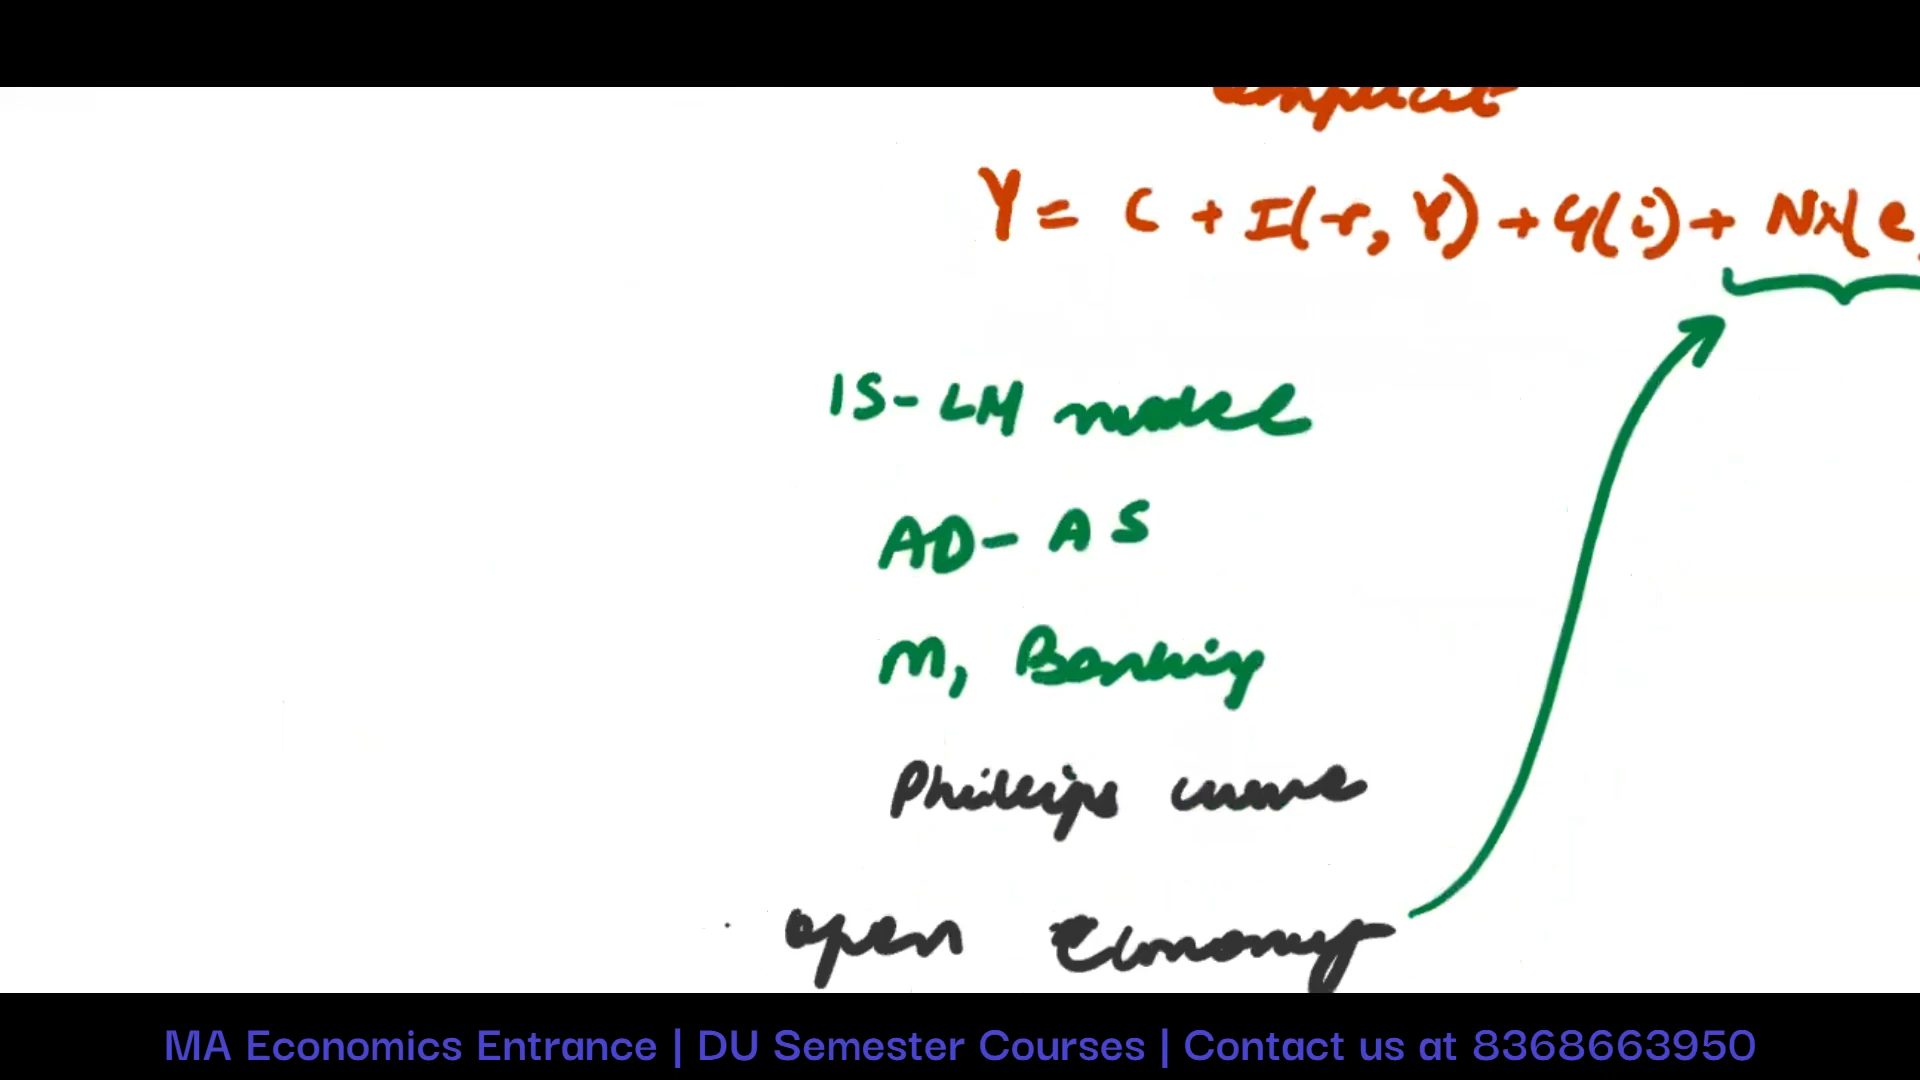 implicit
Y = C + I(-r, Y) + G(i) + NX(e,
IS-LM model
AD-AS
M, Banking
Phillips curve
open Economy
MA Economics Entrance | DU Semester Courses | Contact us at 8368663950